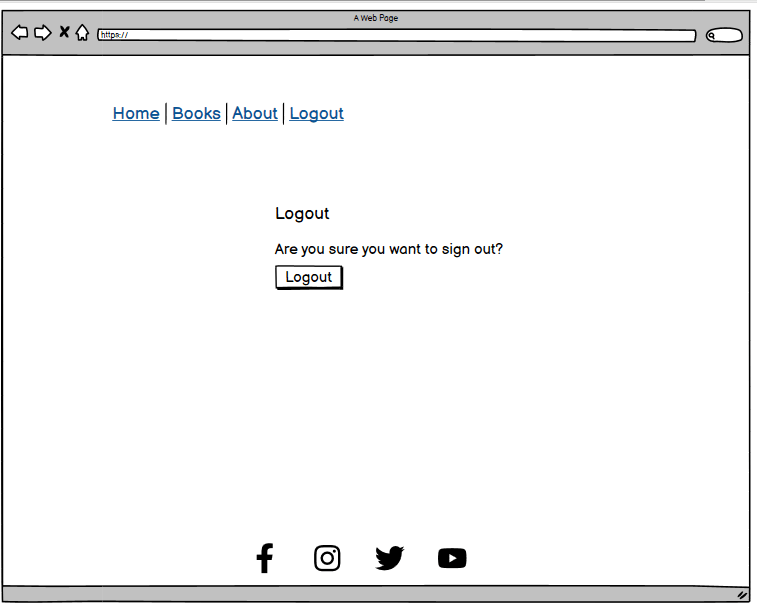 A Web Page
https://
Home | Books | About | Logout
Logout
Are you sure you want to sign out?
Logout